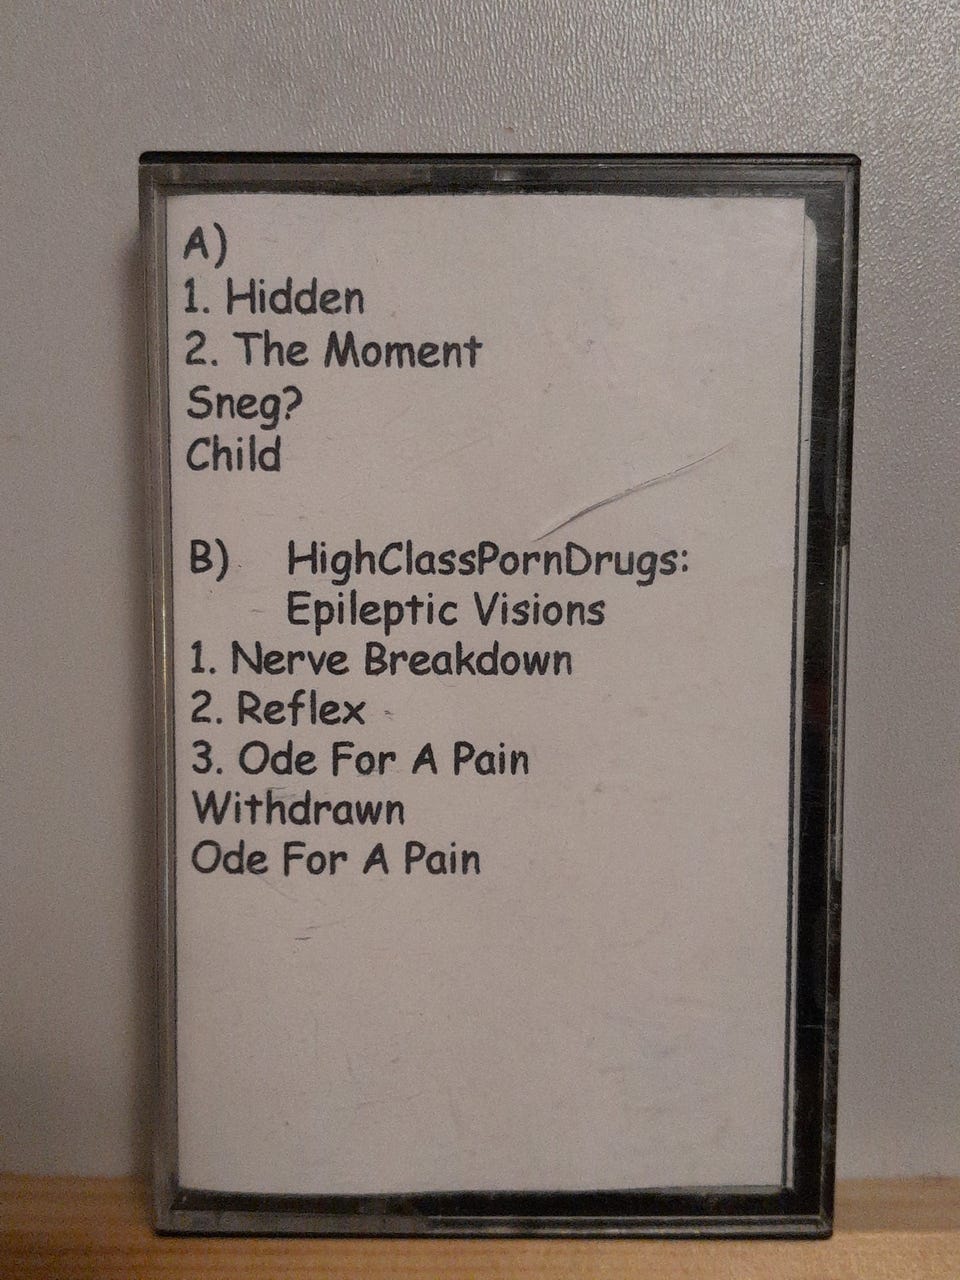 A)
1. Hidden
2. The Moment
Sneg?
Child
B) HighClassPornDrugs:
Epileptic Visions
1. Nerve Breakdown
2. Reflex
3. Ode For A Pain
Withdrawn
Ode For A Pain